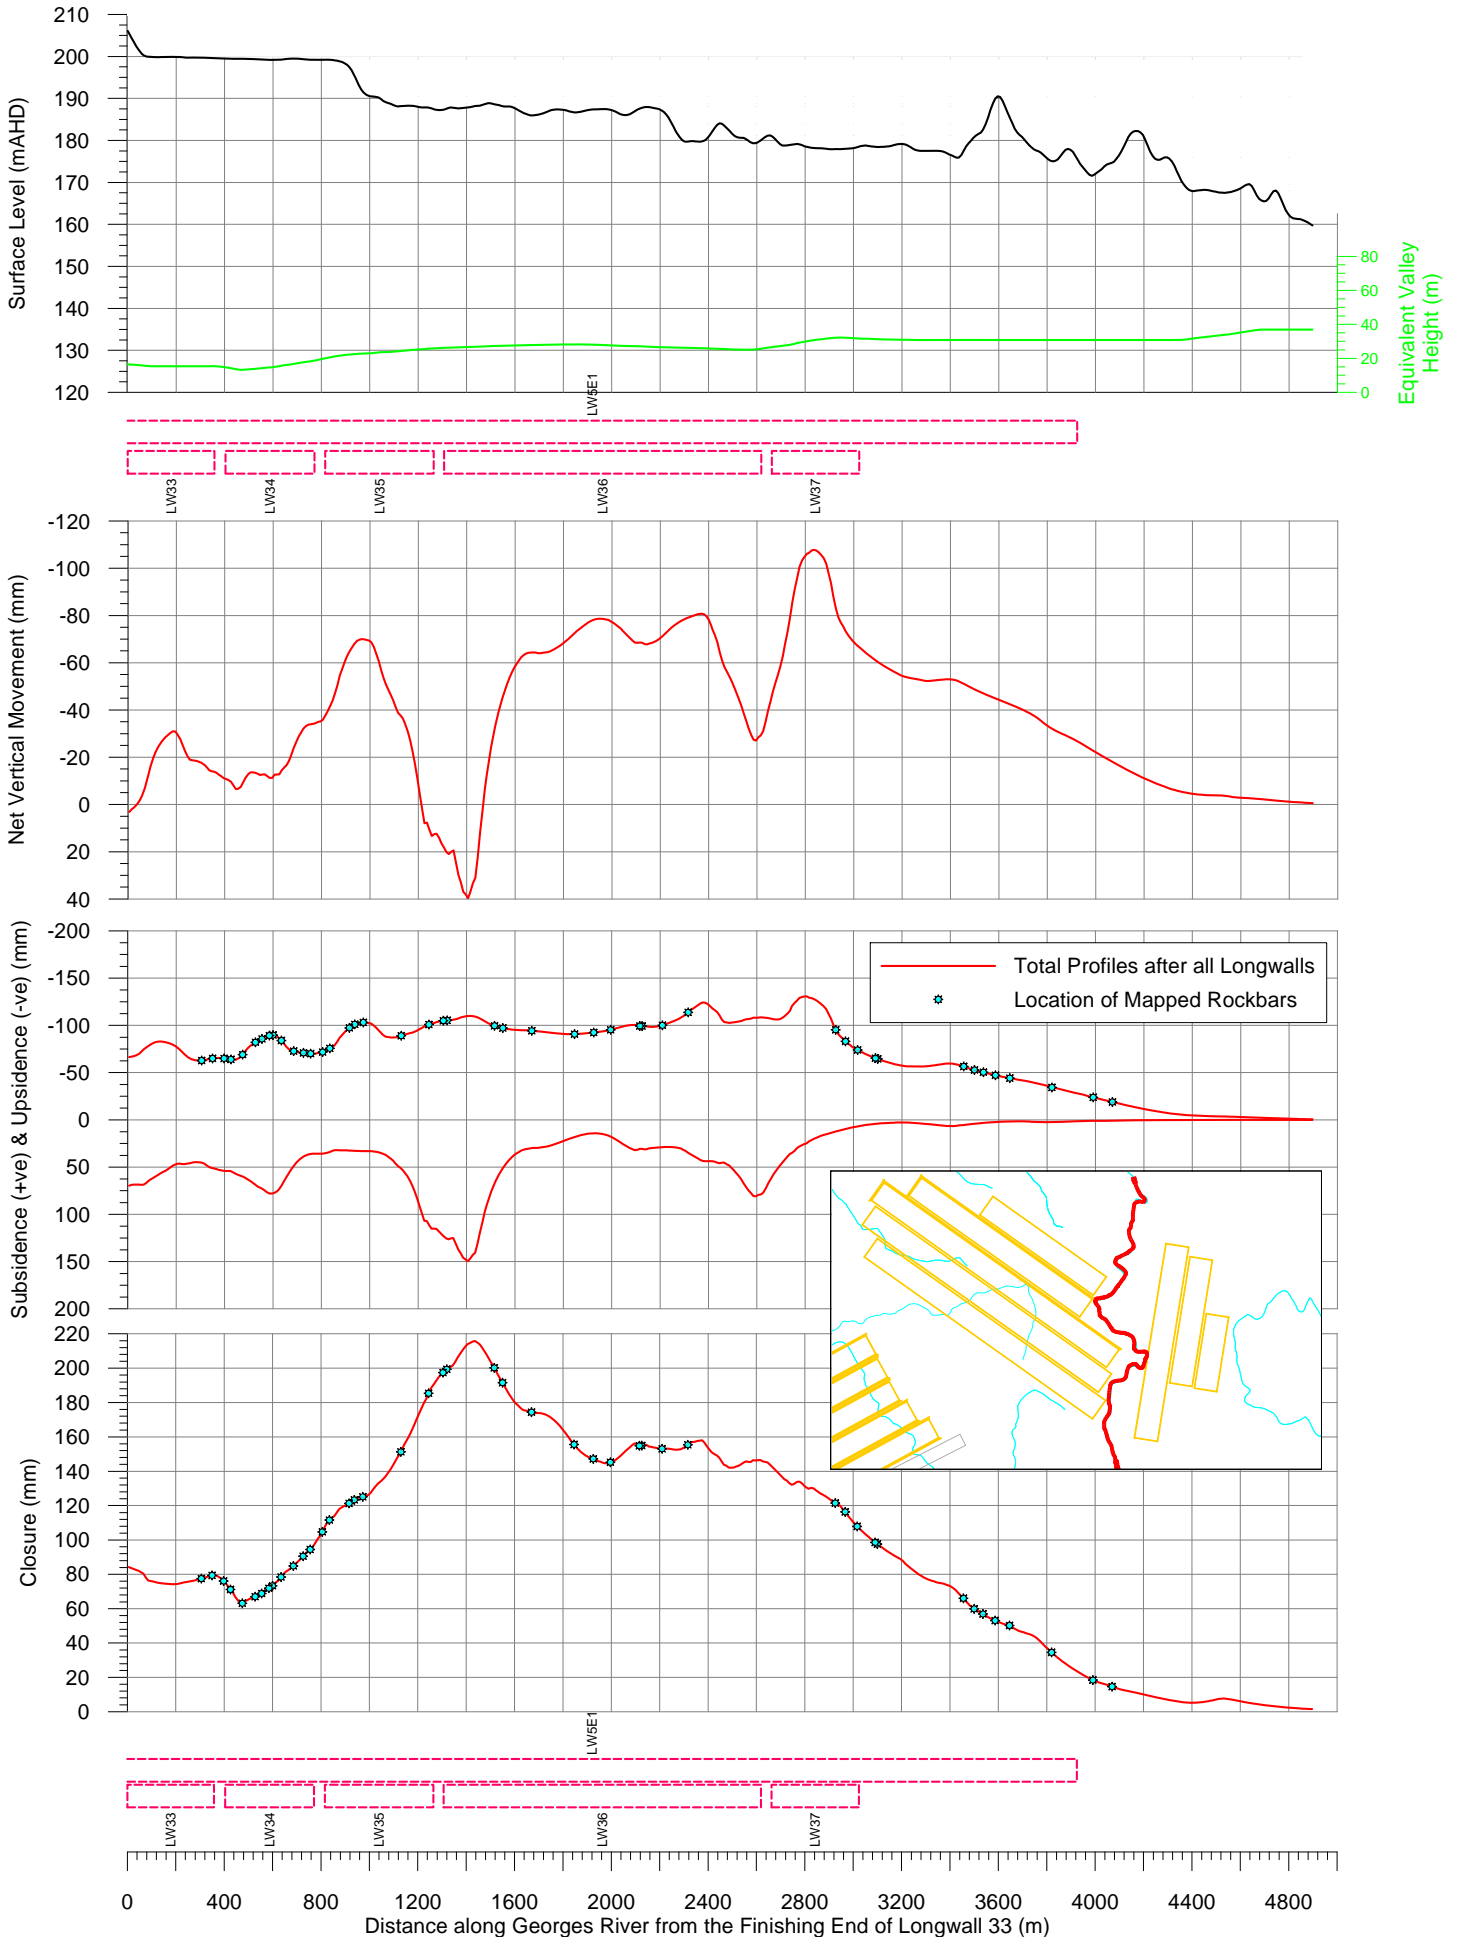 210
200
190
180
170
160
150
140
130
120
Surface Level (mAHD)
80
60
40
20
0
Equivalent Valley
Height (m)
LW5E1
LW33
LW34
LW35
LW36
LW37
-120
-100
-80
-60
-40
-20
0
20
40
Net Vertical Movement (mm)
-200
-150
-100
-50
0
50
100
150
200
Subsidence (+ve) & Upsidence (-ve) (mm)
Total Profiles after all Longwalls
Location of Mapped Rockbars
220
200
180
160
140
120
100
80
60
40
20
0
Closure (mm)
LW5E1
LW33
LW34
LW35
LW36
LW37
0 400 800 1200 1600 2000 2400 2800 3200 3600 4000 4400 4800
Distance along Georges River from the Finishing End of Longwall 33 (m)